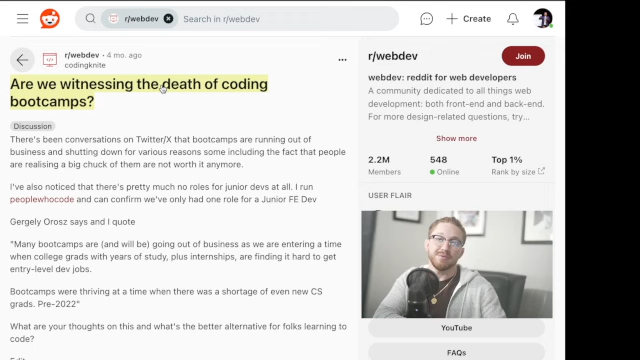 Search in r/webdev
Create
r/webdev
r/webdev • 4 mo. ago
codingknite
Are we witnessing the death of coding
bootcamps?
Discussion
There's been conversations on Twitter/X that bootcamps are running out of
business and shutting down for various reasons some including the fact that people
are realising a big chuck of them are not worth it anymore.
I've also noticed that there's pretty much no roles for junior devs at all. I run
peoplewhocode and can confirm we've only had one role for a Junior FE Dev
Gergely Orosz says and I quote
"Many bootcamps are (and will be) going out of business as we are entering a time
when college grads with years of study, plus internships, are finding it hard to get
entry-level dev jobs.
Bootcamps were thriving at a time when there was a shortage of even new CS
grads. Pre-2022"
What are your thoughts on this and what's the better alternative for folks learning to
code?
Edit
r/webdev
Join
webdev: reddit for web developers
A community dedicated to all things web
development: both front-end and back-end.
For more design-related questions, try...
Show more
2.2M 548 Top 1%
Members Online Rank by size
USER FLAIR
YouTube
FAQs